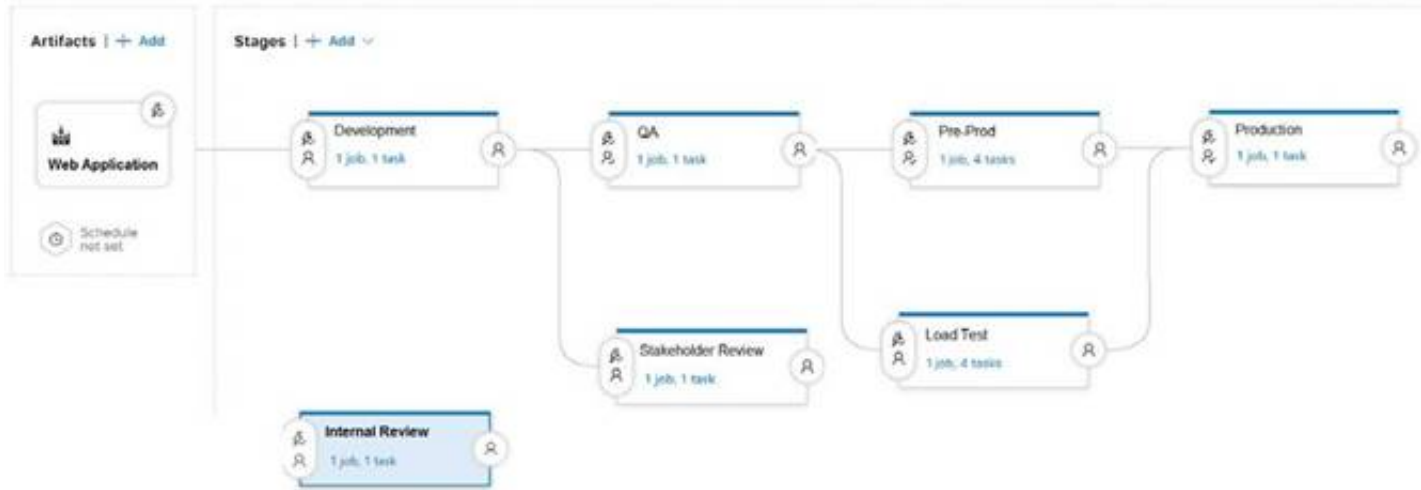 Artifacts | + Add
Stages | + Add
Web Application
Schedule
not set
Development
1 job, 1 task
QA
1 job, 1 task
Pre-Prod
1 job, 4 tasks
Production
1 job, 1 task
Stakeholder Review
1 job, 1 task
Load Test
1 job, 4 tasks
Internal Review
1 job, 1 task